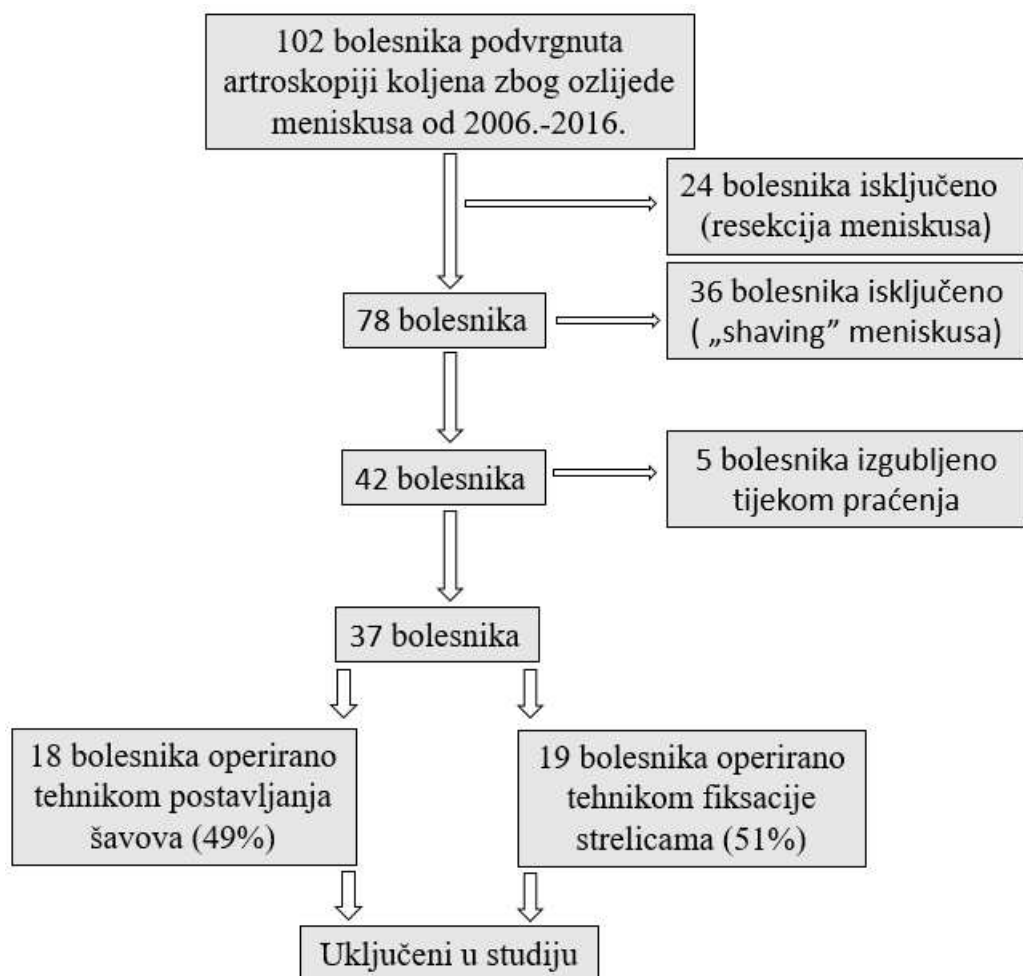 102 bolesnika podvrgnuta
artroskopiji koljena zbog ozlijede
meniskusa od 2006.-2016.
24 bolesnika isključeno
(resekcija meniskusa)
78 bolesnika
36 bolesnika isključeno
( „shaving” meniskusa)
42 bolesnika
5 bolesnika izgubljeno
tijekom praćenja
37 bolesnika
18 bolesnika operirano
tehnikom postavljanja
šavova (49%)
19 bolesnika operirano
tehnikom fiksacije
strelicama (51%)
Uključeni u studiju